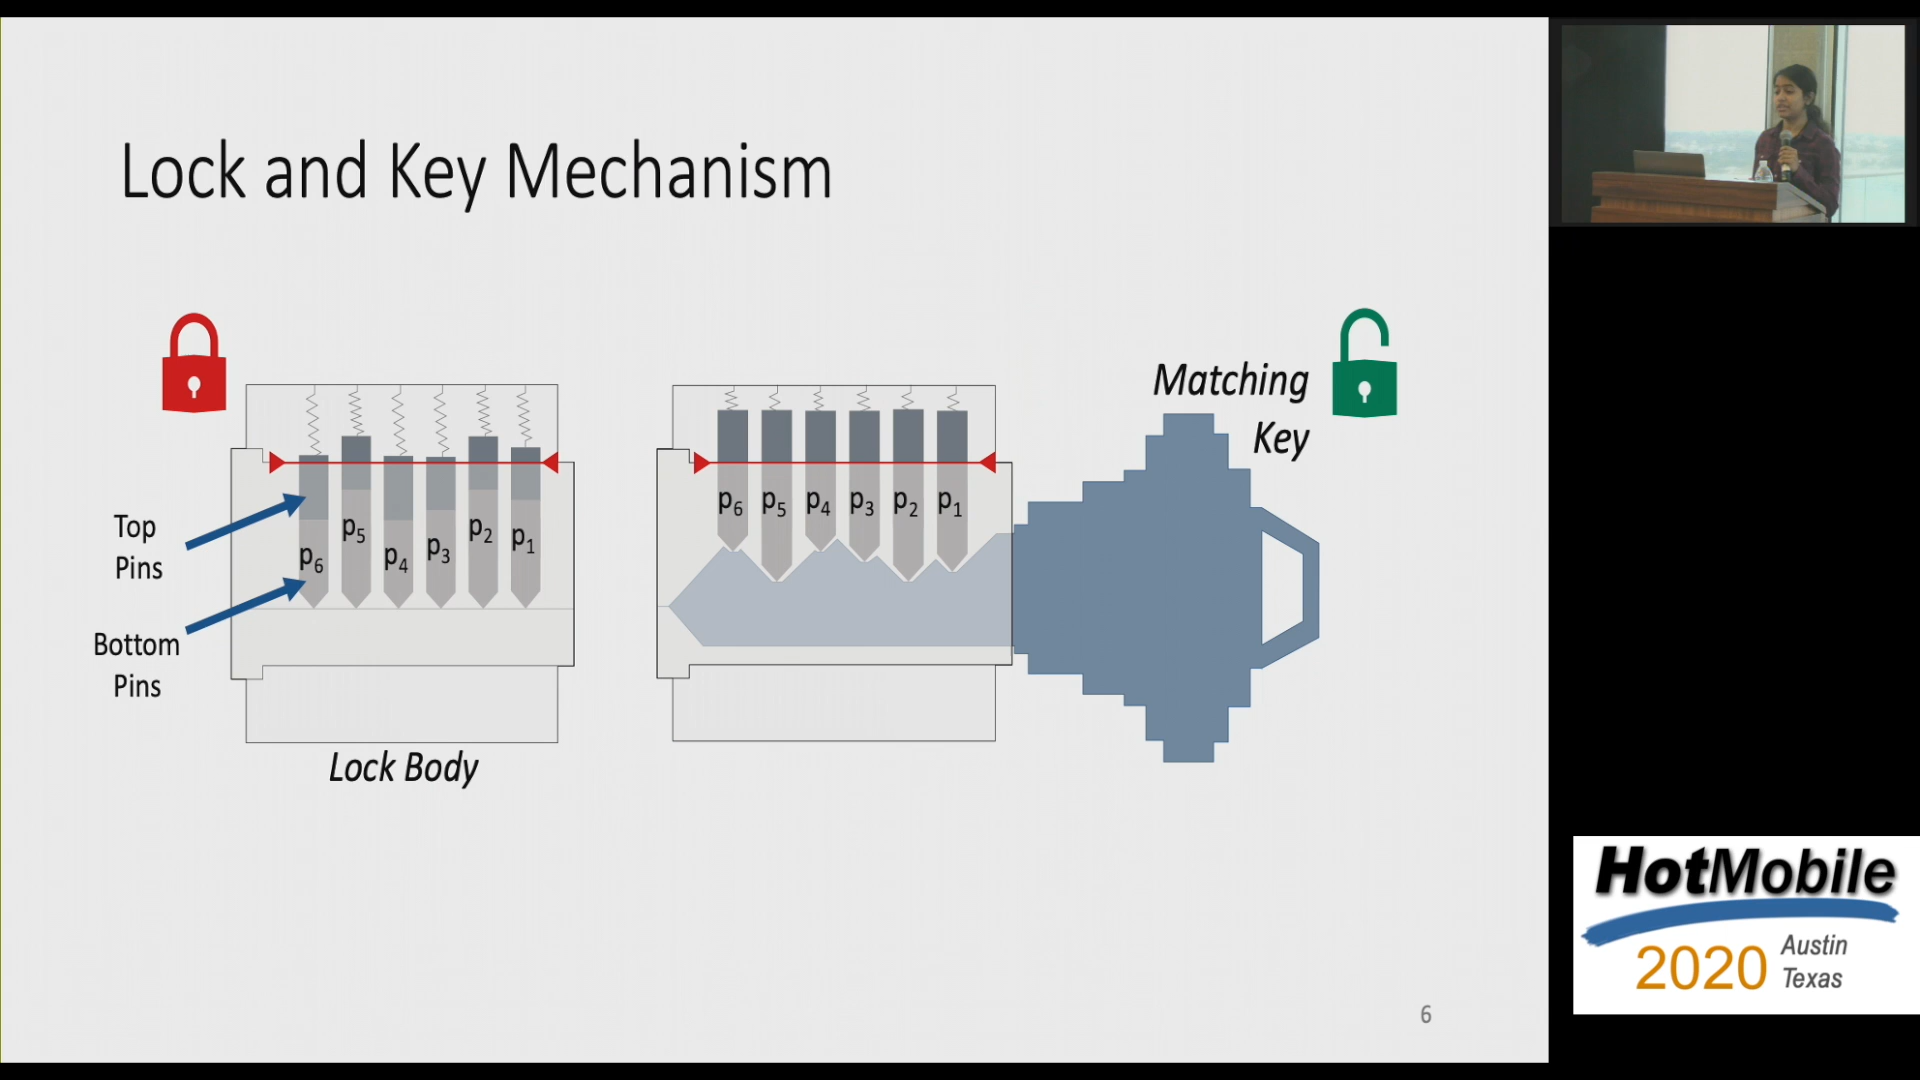 Lock and Key Mechanism
Matching
Key
p6 p5 p4 p3 p2 p1
p6 p5 p4 p3 p2 p1
Top
Pins
Bottom
Pins
Lock Body
6
HotMobile
2020 Austin
Texas